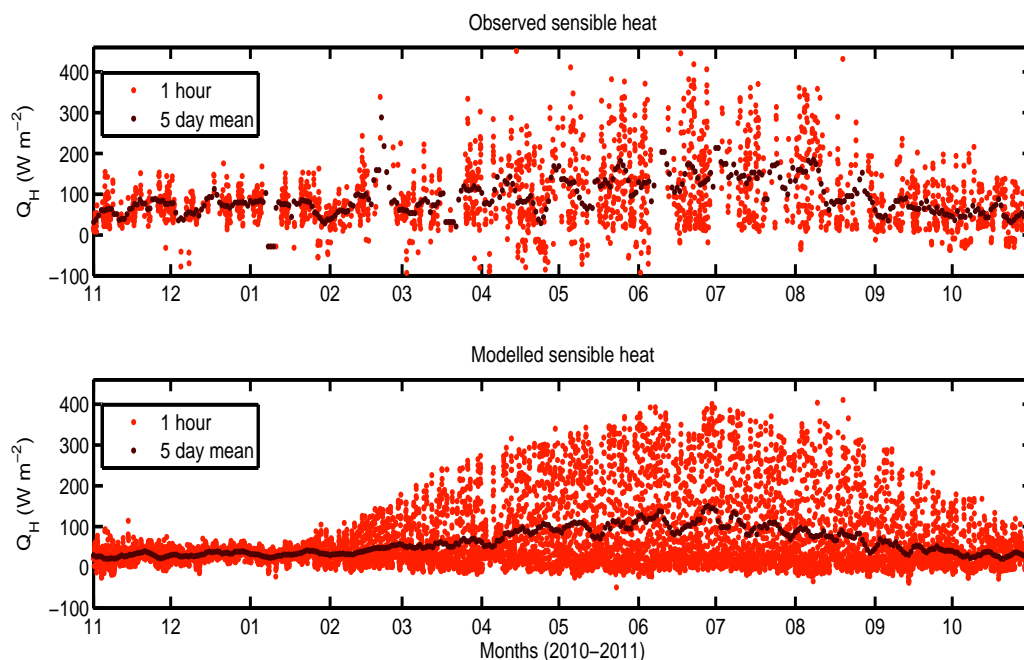 Observed sensible heat
Q_H (W m^−2)
400
300
200
100
0
−100
1 hour
5 day mean
11 12 01 02 03 04 05 06 07 08 09 10
Modelled sensible heat
Q_H (W m^−2)
400
300
200
100
0
−100
1 hour
5 day mean
11 12 01 02 03 04 05 06 07 08 09 10
Months (2010−2011)